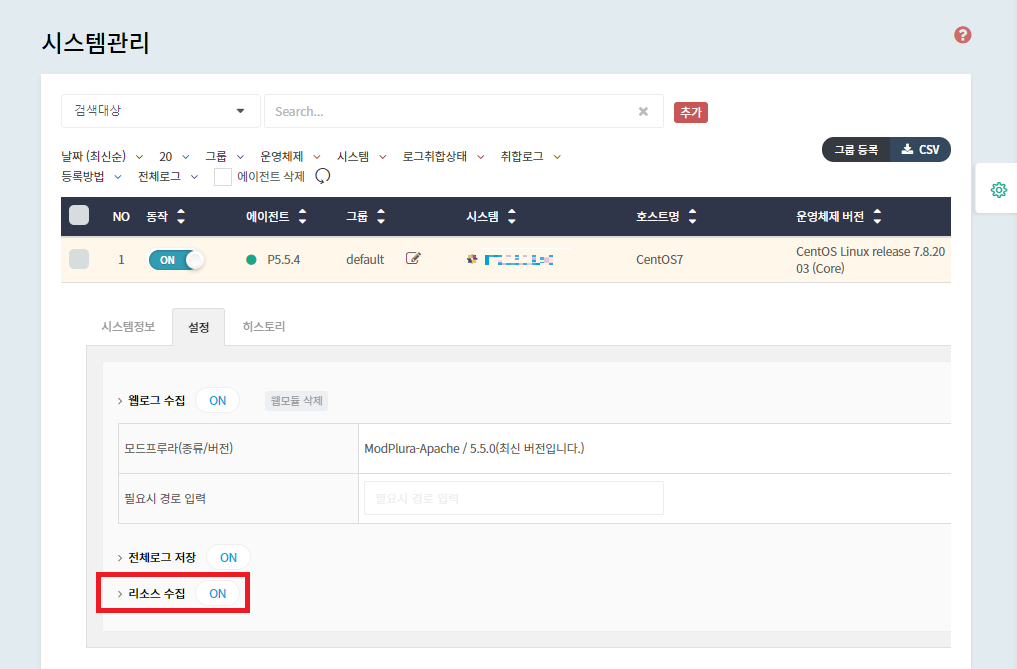 시스템관리
?
검색대상
Search...
추가
날짜 (최신순) 20 그룹 운영체제 시스템 로그취합상태 취합로그
그룹 등록 CSV
등록방법 전체로그 에이전트 삭제
NO 동작 에이전트 그룹 시스템 호스트명 운영체제 버전
1 ON P5.5.4 default CentOS7 CentOS Linux release 7.8.20
03 (Core)
시스템정보 설정 히스토리
웹로그 수집 ON 웹모듈 삭제
모드프루라(종류/버전) ModPlura-Apache / 5.5.0(최신 버전입니다.)
필요시 경로 입력 필요시 경로 입력
전체로그 저장 ON
리소스 수집 ON